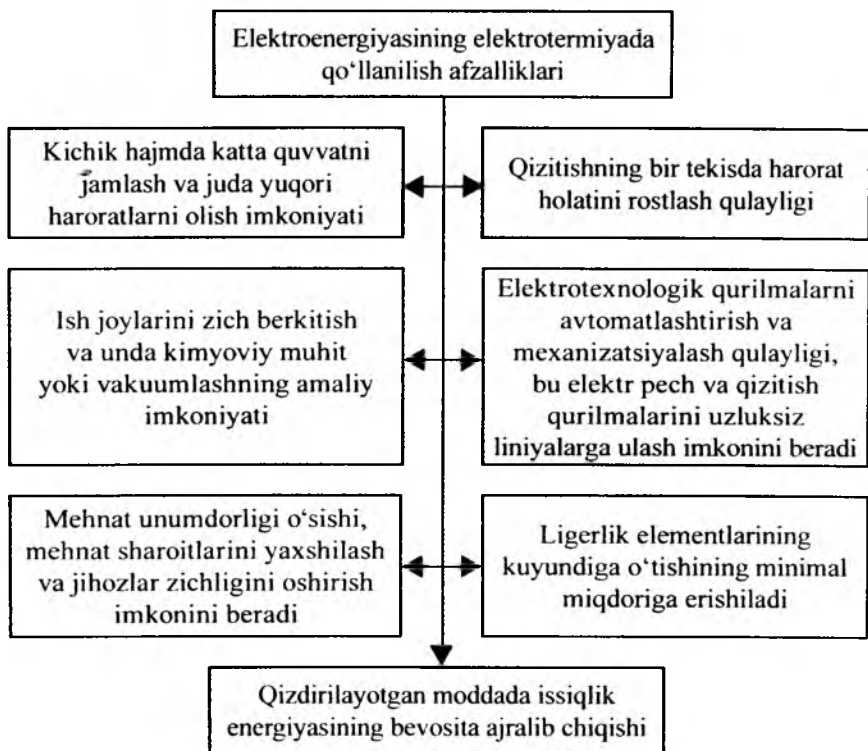 Elektroenergiyasining elektrotermiyada
qo‘llanilish afzalliklari
Kichik hajmda katta quvvatni
jamlash va juda yuqori
haroratlarni olish imkoniyati
Qizitishning bir tekisda harorat
holatini rostlash qulayligi
Ish joylarini zich berkitish
va unda kimyoviy muhit
yoki vakuumlashning amaliy
imkoniyati
Elektrotexnologik qurilmalarni
avtomatlashtirish va
mexanizatsiyalash qulayligi,
bu elektr pech va qizitish
qurilmalarini uzluksiz
liniyalarga ulash imkonini beradi
Mehnat unumdorligi o‘sishi,
mehnat sharoitlarini yaxshilash
va jihozlar zichligini oshirish
imkonini beradi
Ligerlik elementlarining
kuyundiga o‘tishining minimal
miqdoriga erishiladi
Qizdirilayotgan moddada issiqlik
energiyasining bevosita ajralib chiqishi